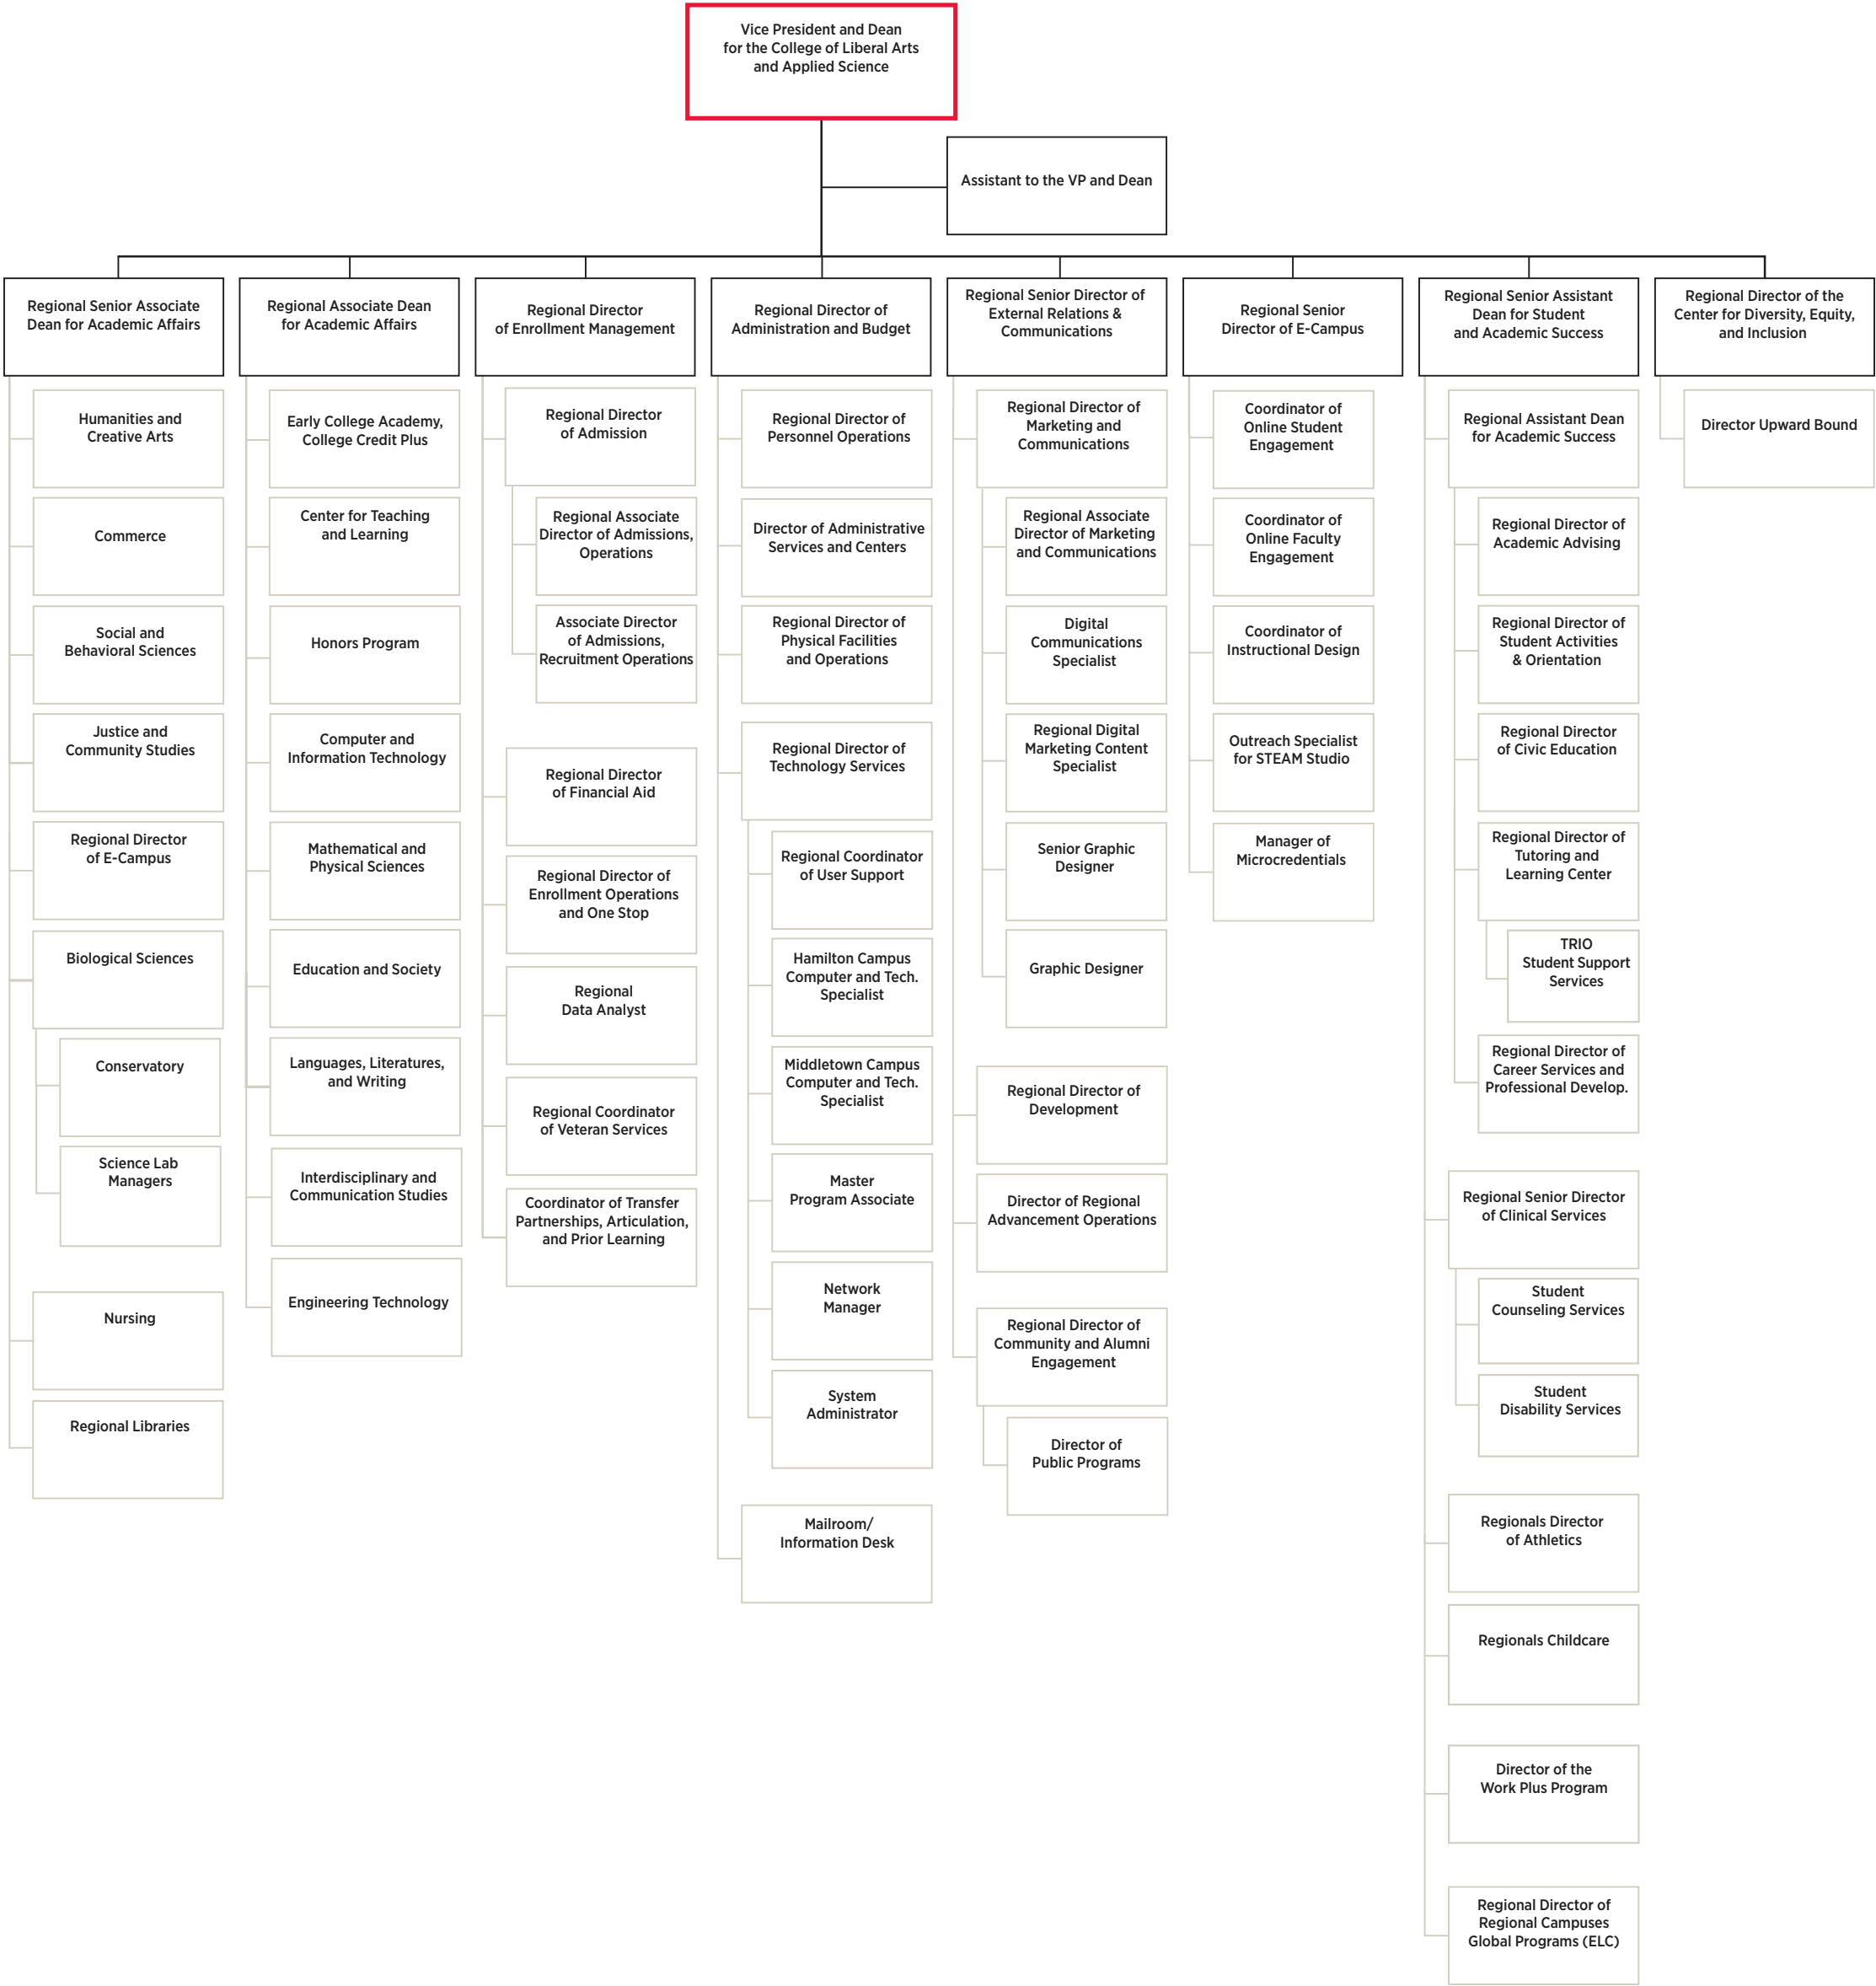 Vice President and Dean
for the College of Liberal Arts
and Applied Science
Assistant to the VP and Dean
Regional Senior Associate
Dean for Academic Affairs
Humanities and
Creative Arts
Commerce
Social and
Behavioral Sciences
Justice and
Community Studies
Regional Director
of E-Campus
Biological Sciences
Conservatory
Science Lab
Managers
Nursing
Regional Libraries
Regional Associate Dean
for Academic Affairs
Early College Academy,
College Credit Plus
Center for Teaching
and Learning
Honors Program
Computer and
Information Technology
Mathematical and
Physical Sciences
Education and Society
Languages, Literatures,
and Writing
Interdisciplinary and
Communication Studies
Engineering Technology
Regional Director
of Enrollment Management
Regional Director
of Admission
Regional Associate
Director of Admissions,
Operations
Associate Director
of Admissions,
Recruitment Operations
Regional Director
of Financial Aid
Regional Director of
Enrollment Operations
and One Stop
Regional
Data Analyst
Regional Coordinator
of Veteran Services
Coordinator of Transfer
Partnerships, Articulation,
and Prior Learning
Regional Director of
Administration and Budget
Regional Director of
Personnel Operations
Director of Administrative
Services and Centers
Regional Director of
Physical Facilities
and Operations
Regional Director of
Technology Services
Regional Coordinator
of User Support
Hamilton Campus
Computer and Tech.
Specialist
Middletown Campus
Computer and Tech.
Specialist
Master
Program Associate
Network
Manager
System
Administrator
Mailroom/
Information Desk
Regional Senior Director of
External Relations &
Communications
Regional Director of
Marketing and
Communications
Regional Associate
Director of Marketing
and Communications
Digital
Communications
Specialist
Regional Digital
Marketing Content
Specialist
Senior Graphic
Designer
Graphic Designer
Regional Director of
Development
Director of Regional
Advancement Operations
Regional Director of
Community and Alumni
Engagement
Director of
Public Programs
Regional Senior
Director of E-Campus
Coordinator of
Online Student
Engagement
Coordinator of
Online Faculty
Engagement
Coordinator of
Instructional Design
Outreach Specialist
for STEAM Studio
Manager of
Microcredentials
Regional Senior Assistant
Dean for Student
and Academic Success
Regional Assistant Dean
for Academic Success
Regional Director of
Academic Advising
Regional Director of
Student Activities
& Orientation
Regional Director
of Civic Education
Regional Director of
Tutoring and
Learning Center
TRIO
Student Support
Services
Regional Director of
Career Services and
Professional Develop.
Regional Senior Director
of Clinical Services
Student
Counseling Services
Student
Disability Services
Regionals Director
of Athletics
Regionals Childcare
Director of the
Work Plus Program
Regional Director of
Regional Campuses
Global Programs (ELC)
Regional Director of the
Center for Diversity, Equity,
and Inclusion
Director Upward Bound